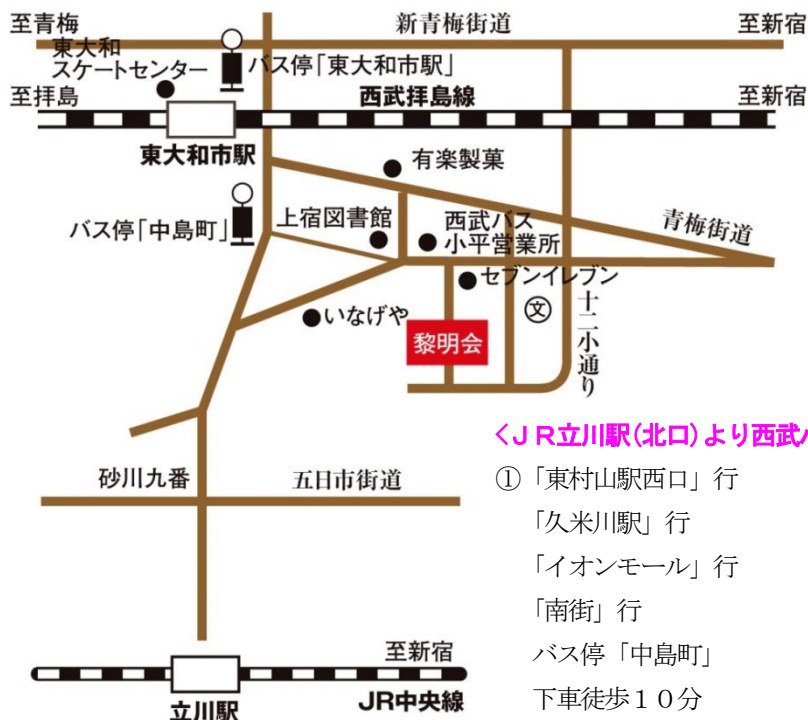 至青梅
新青梅街道
至新宿
東大和
スケートセンター
バス停「東大和市駅」
至拝島
西武拝島線
至新宿
東大和市駅
有楽製菓
バス停「中島町」
上宿図書館
西武バス
小平営業所
青梅街道
セブンイレブン
いなげや
文
十二小通り
黎明会
<ＪＲ立川駅(北口)より西武
砂川九番
五日市街道
①「東村山駅西口」行
「久米川駅」行
「イオンモール」行
「南街」行
バス停「中島町」
下車徒歩１０分
至新宿
JR中央線
立川駅